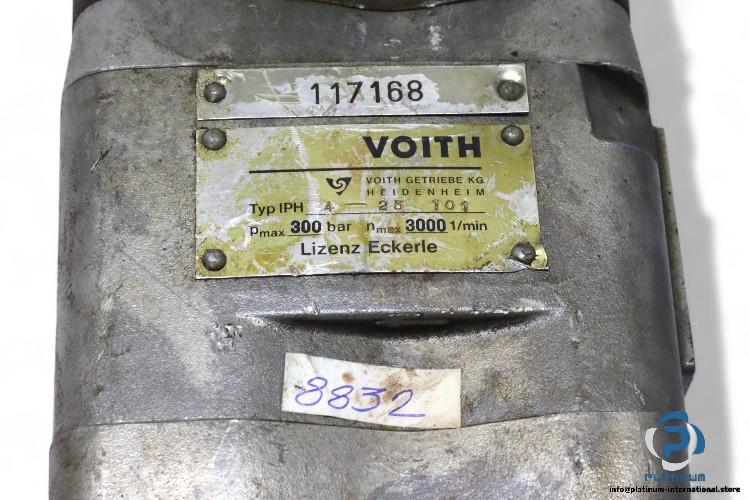 117168
VOITH
VOITH GETRIEBE KG
HEIDENHEIM
Typ IPH 4 - 25 101
pmax 300 bar nmax 3000 1/min
Lizenz Eckerle
8832
PLATINUM
INTERNATIONAL
info@platinum-international.store